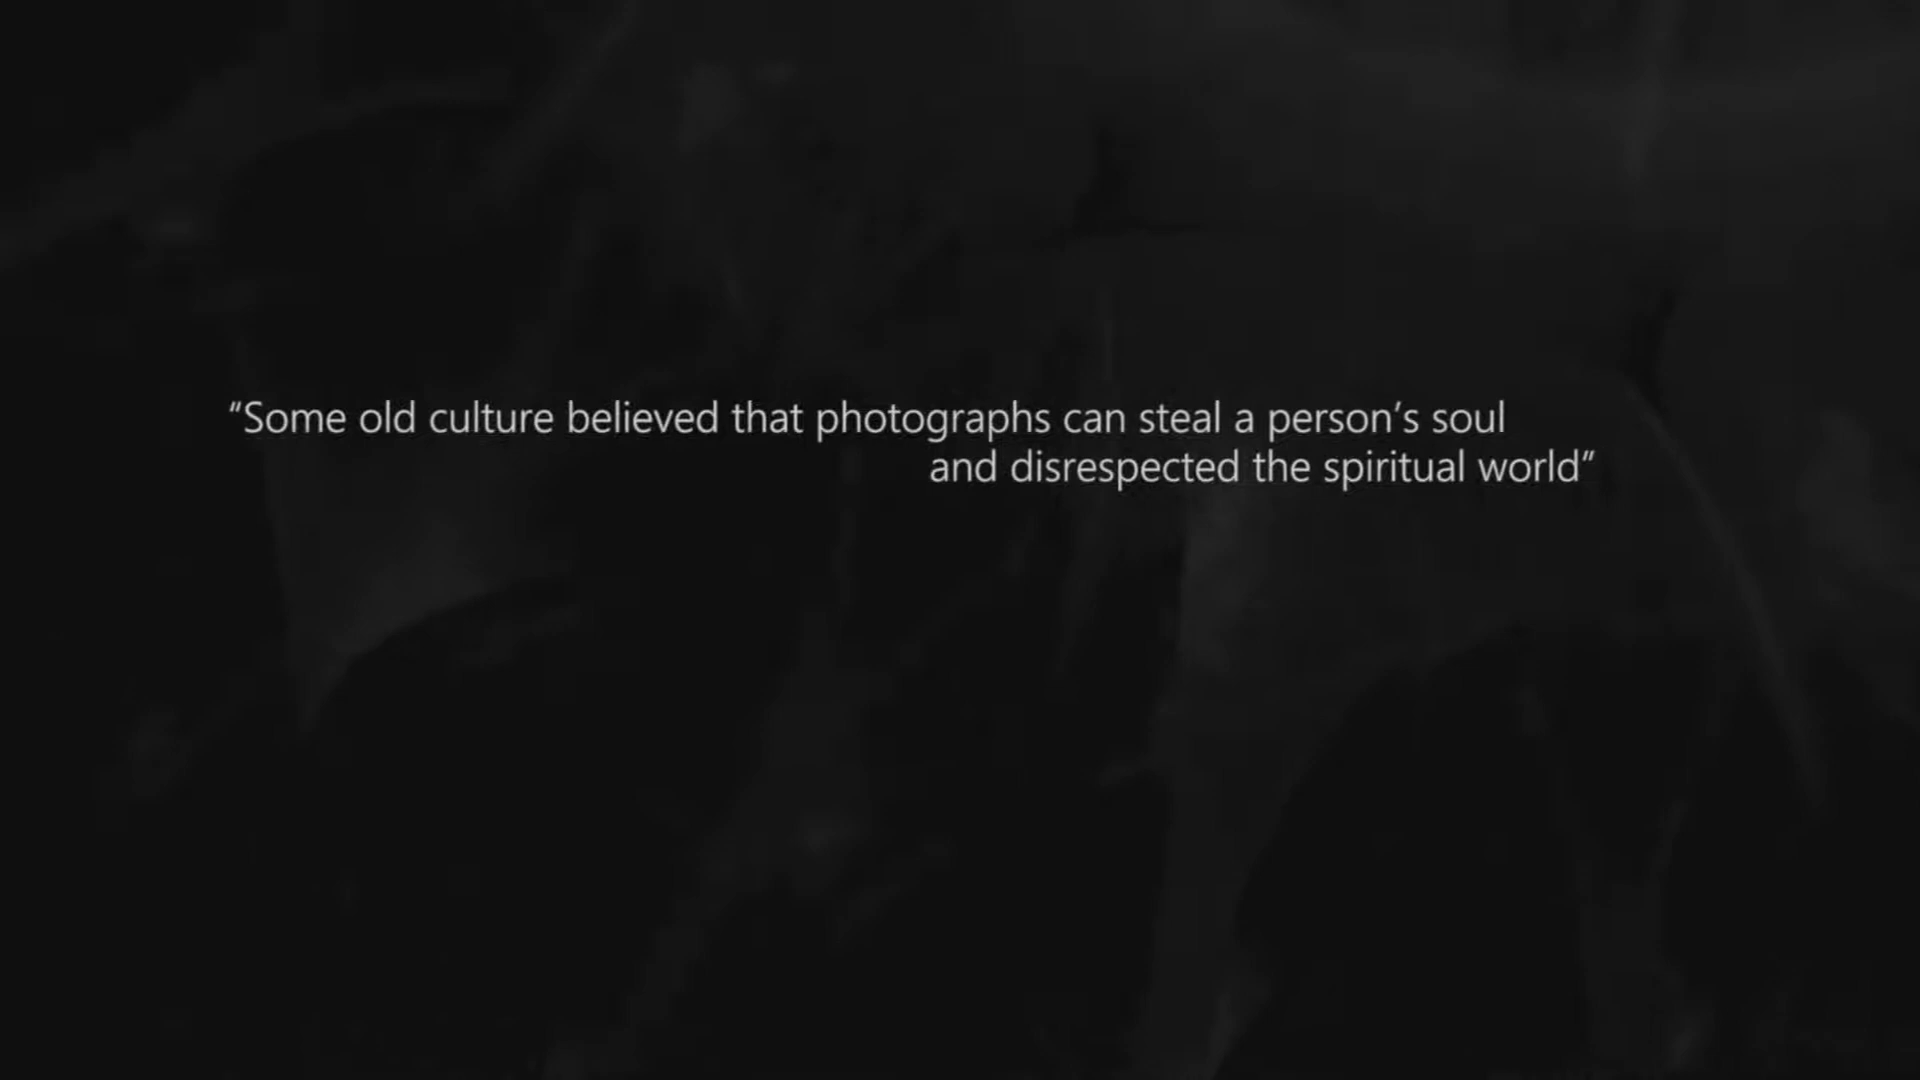 “Some old culture believed that photographs can steal a person’s soul
and disrespected the spiritual world”